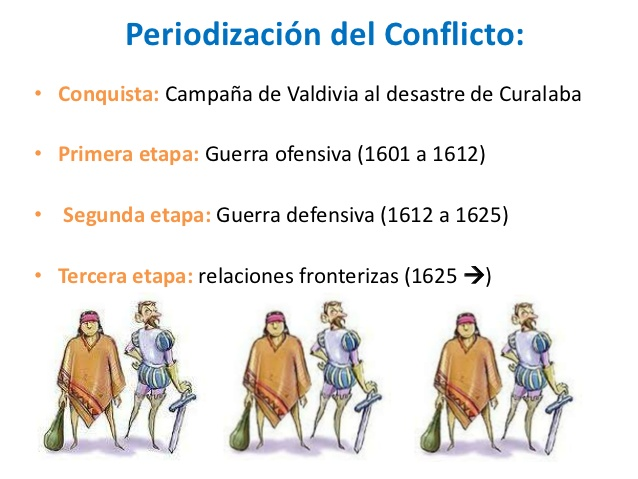 Periodización del Conflicto:
• Conquista: Campaña de Valdivia al desastre de Curalaba
• Primera etapa: Guerra ofensiva (1601 a 1612)
• Segunda etapa: Guerra defensiva (1612 a 1625)
• Tercera etapa: relaciones fronterizas (1625 →)